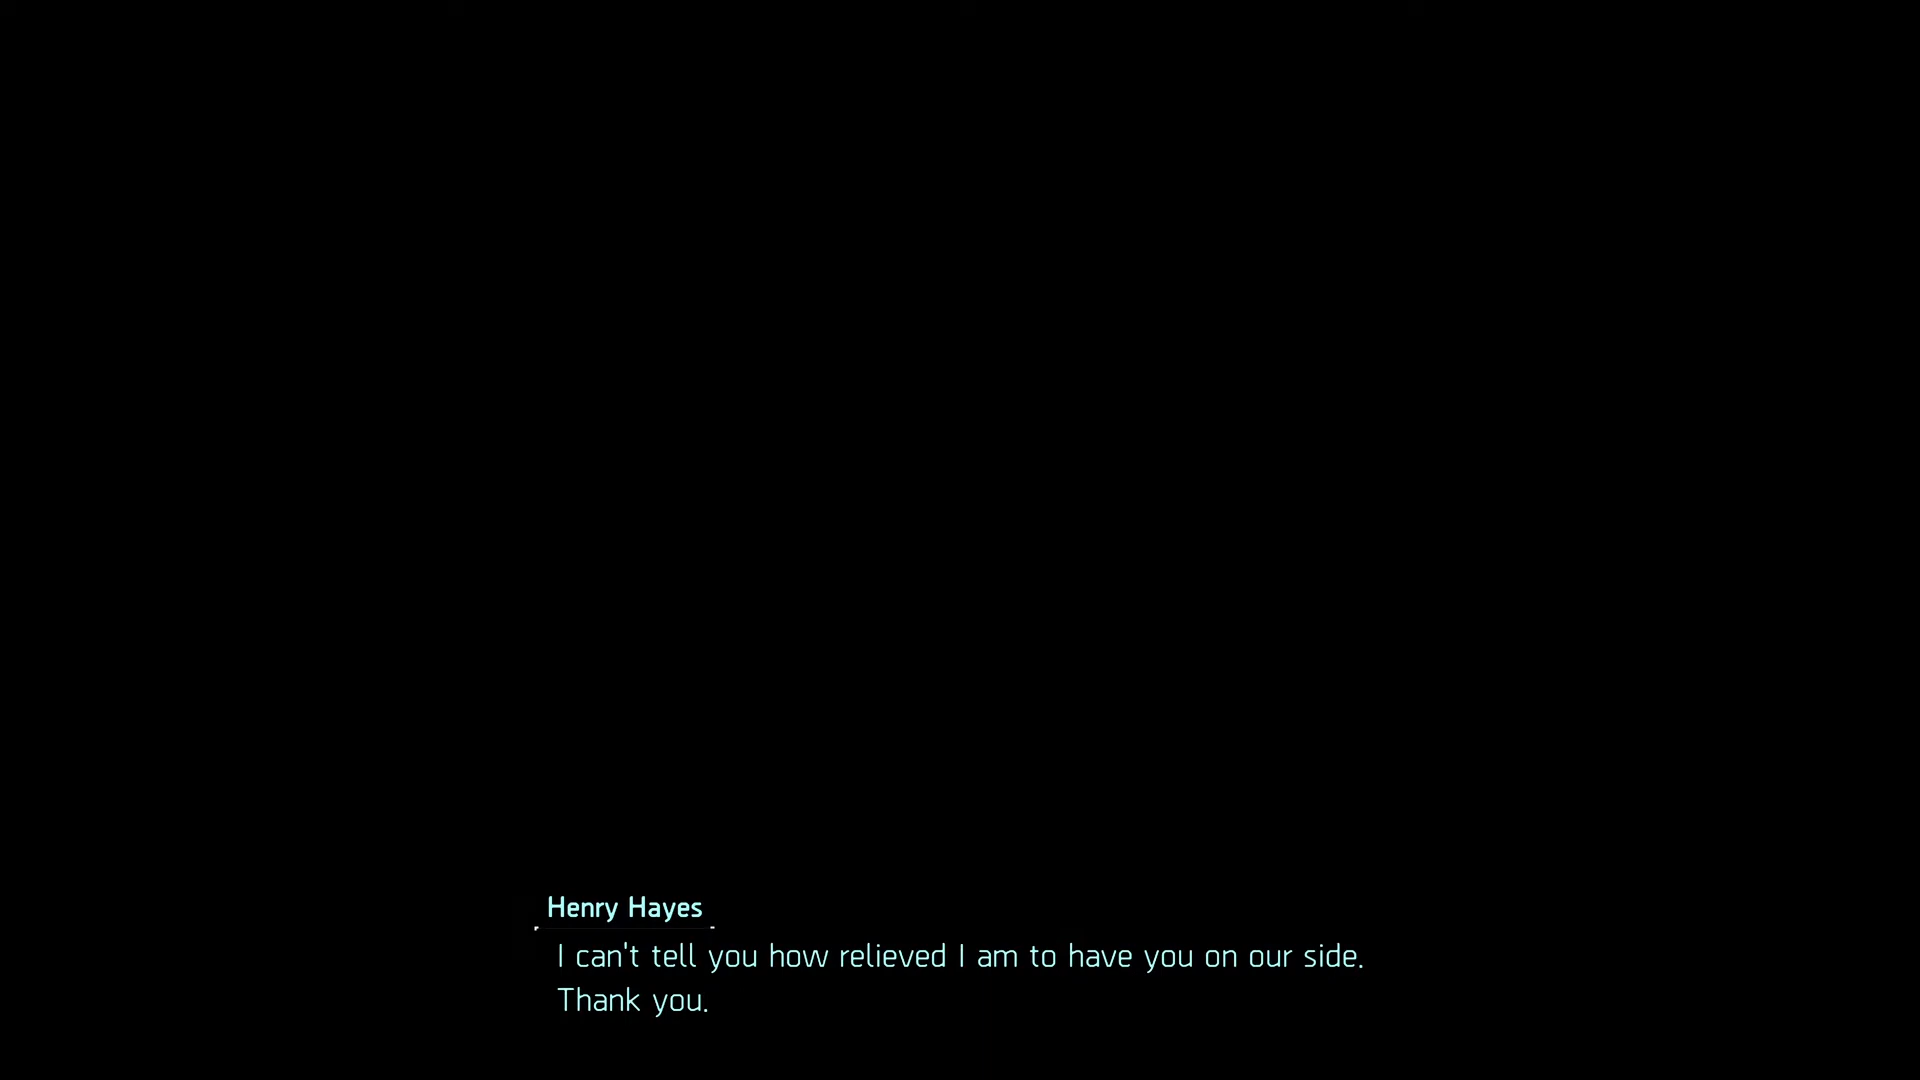 Henry Hayes
I can't tell you how relieved I am to have you on our side.
Thank you.